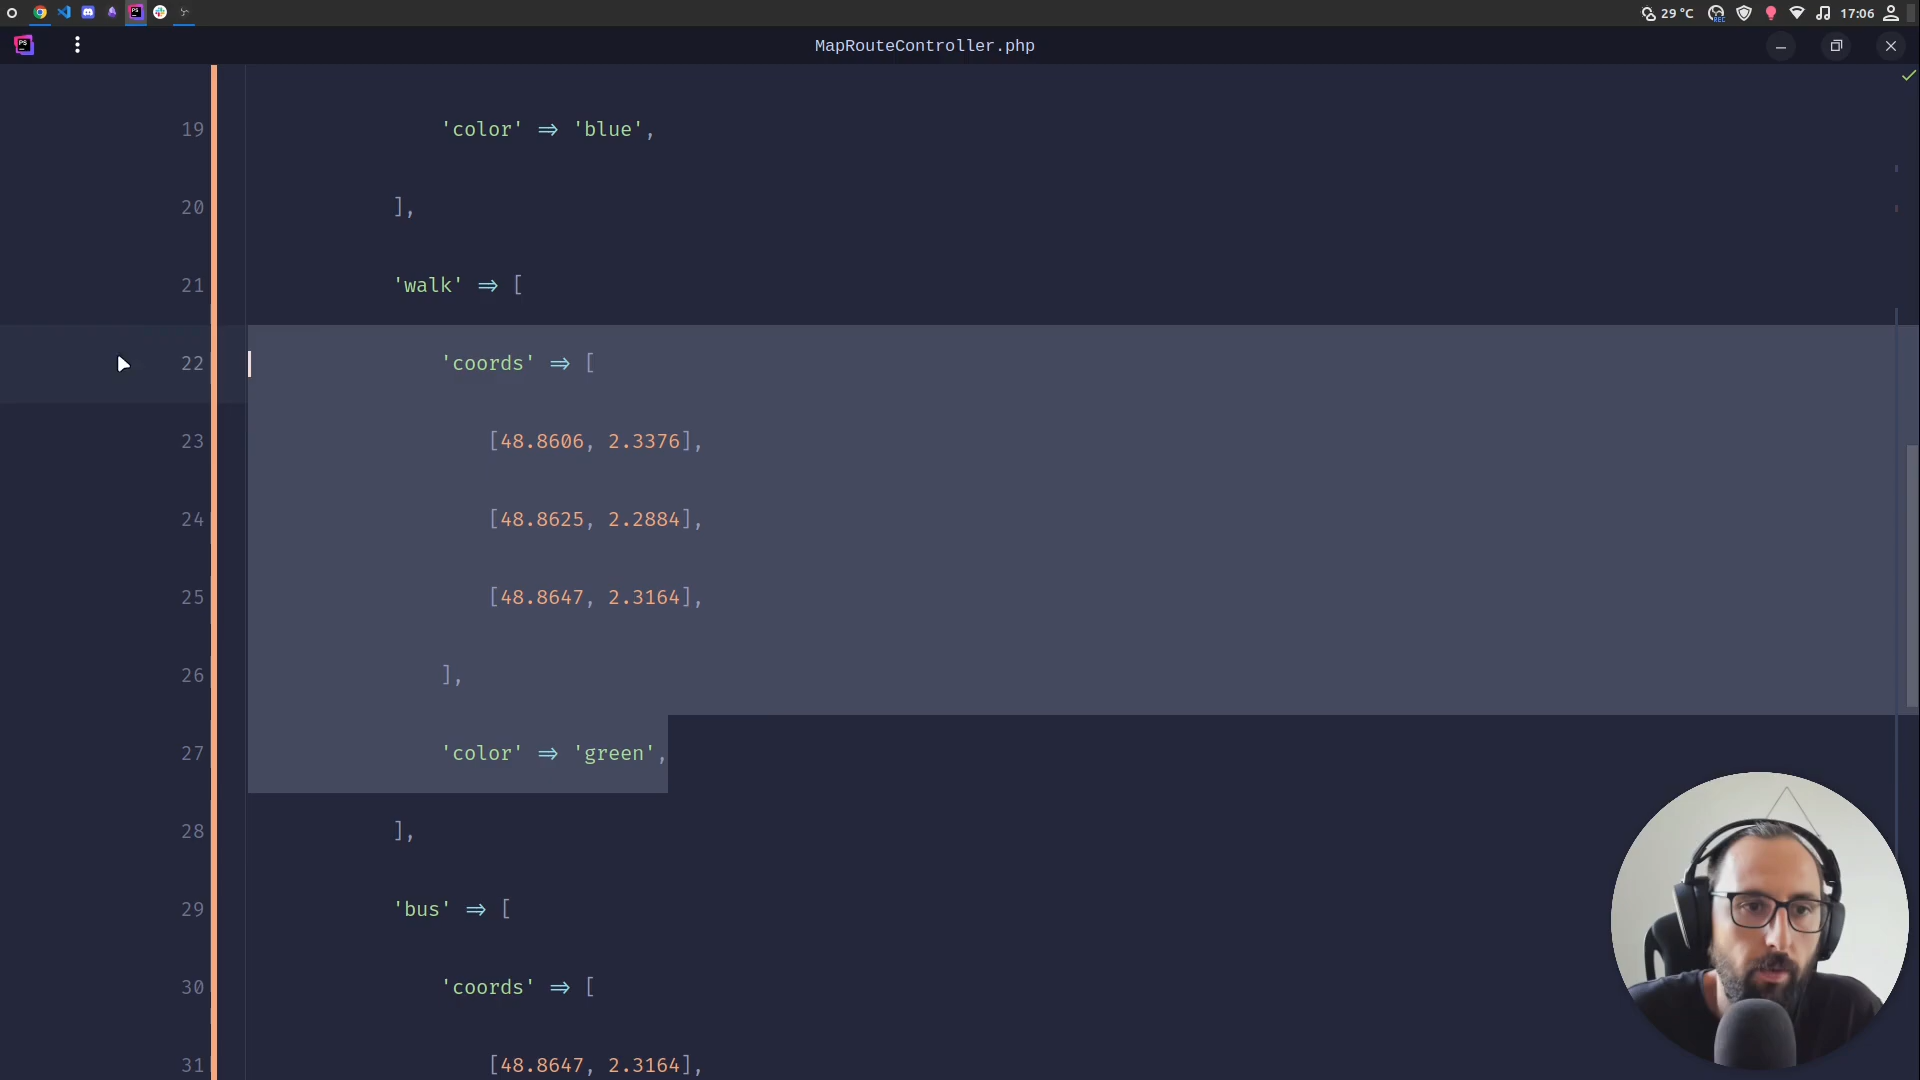 29 °C
REC
17:06
PS
MapRouteController.php
19 'color' => 'blue',
20 ],
21 'walk' => [
22 'coords' => [
23 [48.8606, 2.3376],
24 [48.8625, 2.2884],
25 [48.8647, 2.3164],
26 ],
27 'color' => 'green',
28 ],
29 'bus' => [
30 'coords' => [
31 [48.8647, 2.3164],